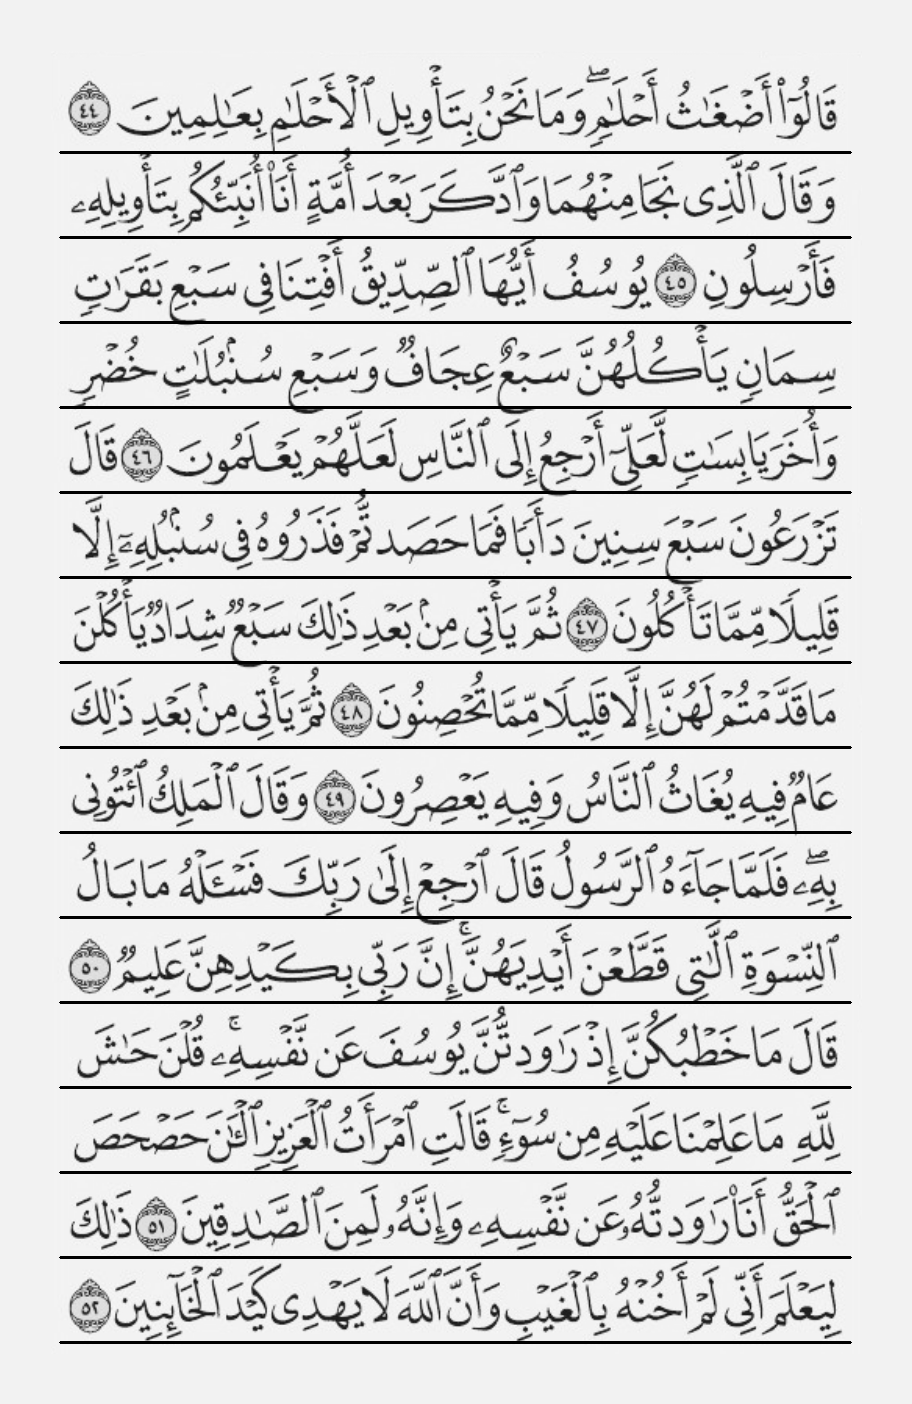 قَالُوٓا۟ أَضْغَٰثُ أَحْلَٰمٍۢ ۖ وَمَا نَحْنُ بِتَأْوِيلِ ٱلْأَحْلَٰمِ بِعَٰلِمِينَ ٤٤
وَقَالَ ٱلَّذِى نَجَا مِنْهُمَا وَٱدَّكَرَ بَعْدَ أُمَّةٍ أَنَا۠ أُنَبِّئُكُم بِتَأْوِيلِهِۦ
فَأَرْسِلُونِ ٤٥ يُوسُفُ أَيُّهَا ٱلصِّدِّيقُ أَفْتِنَا فِى سَبْعِ بَقَرَٰتٍۢ
سِمَانٍۢ يَأْكُلُهُنَّ سَبْعٌ عِجَافٌۭ وَسَبْعِ سُنۢبُلَٰتٍ خُضْرٍۢ
وَأُخَرَ يَابِسَٰتٍۢ لَّعَلِّىٓ أَرْجِعُ إِلَى ٱلنَّاسِ لَعَلَّهُمْ يَعْلَمُونَ ٤٦ قَالَ
تَزْرَعُونَ سَبْعَ سِنِينَ دَأَبًۭا فَمَا حَصَدتُّمْ فَذَرُوهُ فِى سُنۢبُلِهِۦٓ إِلَّا
قَلِيلًۭا مِّمَّا تَأْكُلُونَ ٤٧ ثُمَّ يَأْتِى مِنۢ بَعْدِ ذَٰلِكَ سَبْعٌۭ شِدَادٌۭ يَأْكُلْنَ
مَا قَدَّمْتُمْ لَهُنَّ إِلَّا قَلِيلًۭا مِّمَّا تُحْصِنُونَ ٤٨ ثُمَّ يَأْتِى مِنۢ بَعْدِ ذَٰلِكَ
عَامٌۭ فِيهِ يُغَاثُ ٱلنَّاسُ وَفِيهِ يَعْصِرُونَ ٤٩ وَقَالَ ٱلْمَلِكُ ٱئْتُونِى
بِهِۦ ۖ فَلَمَّا جَآءَهُ ٱلرَّسُولُ قَالَ ٱرْجِعْ إِلَىٰ رَبِّكَ فَسْـَٔلْهُ مَا بَالُ
ٱلنِّسْوَةِ ٱلَّٰتِى قَطَّعْنَ أَيْدِيَهُنَّ ۚ إِنَّ رَبِّى بِكَيْدِهِنَّ عَلِيمٌۭ ٥٠
قَالَ مَا خَطْبُكُنَّ إِذْ رَٰوَدتُّنَّ يُوسُفَ عَن نَّفْسِهِۦ ۚ قُلْنَ حَٰشَ
لِلَّهِ مَا عَلِمْنَا عَلَيْهِ مِن سُوٓءٍۢ ۚ قَالَتِ ٱمْرَأَتُ ٱلْعَزِيزِ ٱلْـَٰٔنَ حَصْحَصَ
ٱلْحَقُّ أَنَا۠ رَٰوَدتُّهُۥ عَن نَّفْسِهِۦ وَإِنَّهُۥ لَمِنَ ٱلصَّٰدِقِينَ ٥١ ذَٰلِكَ
لِيَعْلَمَ أَنِّى لَمْ أَخُنْهُ بِٱلْغَيْبِ وَأَنَّ ٱللَّهَ لَا يَهْدِى كَيْدَ ٱلْخَآئِنِينَ ٥٢